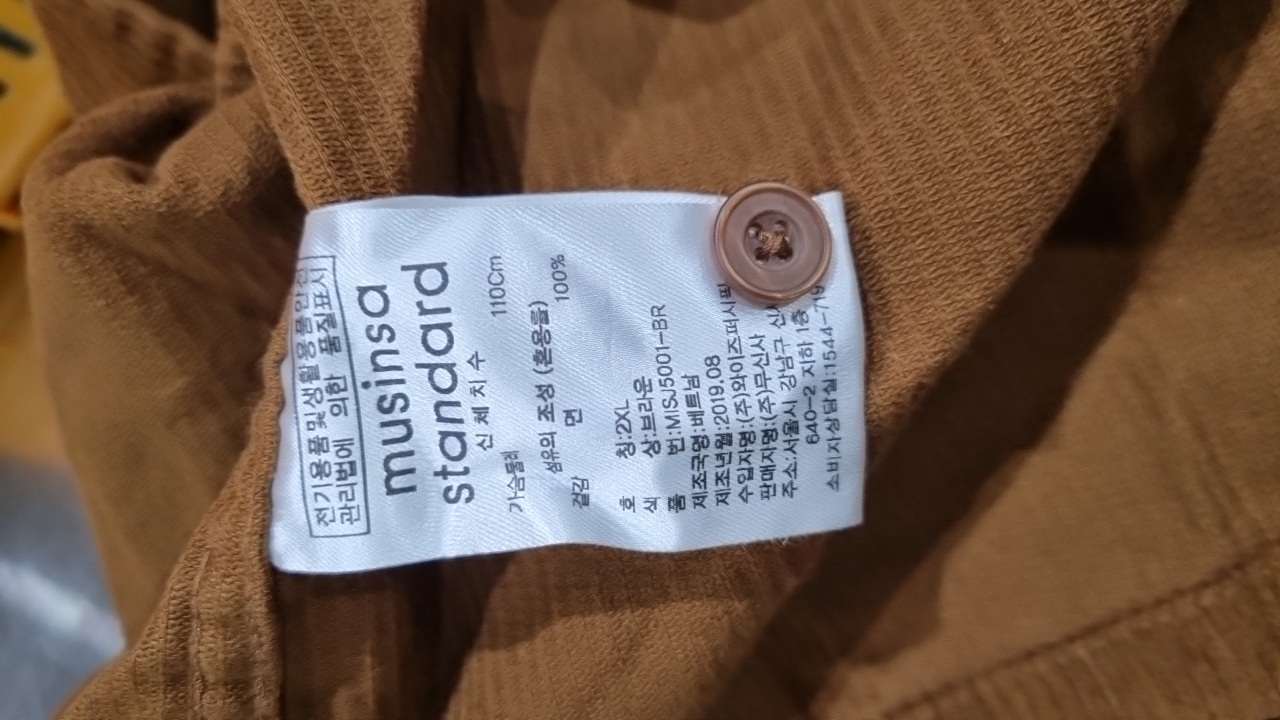 전기용품및생활용품안전
관리법에 의한 품질표시
musinsa
standard
신체치수
가슴둘레 110Cm
섬유의 조성 (혼용율)
겉감 면 100%
호 칭:2XL
색 상:브라운
품 번:MISJ5001-BR
제조국명:베트남
제조년월:2019.08
수입자명:(주)와이즈퍼시픽
판매자명:(주)무신사
주소:서울시 강남구
640-2 지하 1층
소비자상담실:1544-719